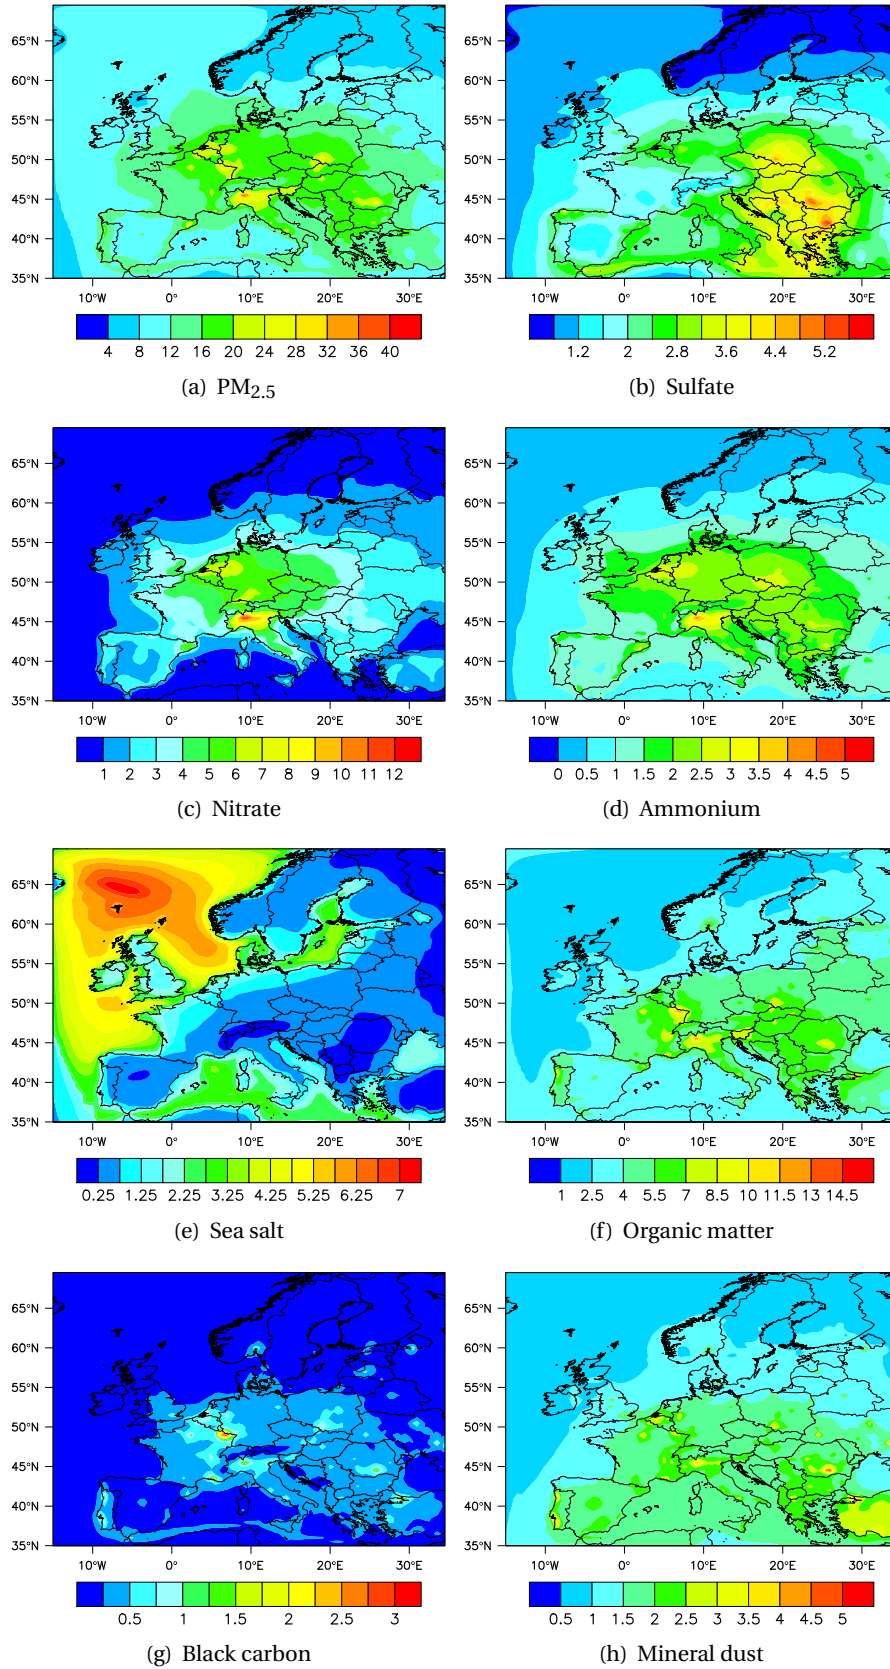 65°N
60°N
55°N
50°N
45°N
40°N
35°N
10°W 0° 10°E 20°E 30°E
4 8 12 16 20 24 28 32 36 40
(a) PM2.5
65°N
60°N
55°N
50°N
45°N
40°N
35°N
10°W 0° 10°E 20°E 30°E
1.2 2 2.8 3.6 4.4 5.2
(b) Sulfate
65°N
60°N
55°N
50°N
45°N
40°N
35°N
10°W 0° 10°E 20°E 30°E
1 2 3 4 5 6 7 8 9 10 11 12
(c) Nitrate
65°N
60°N
55°N
50°N
45°N
40°N
35°N
10°W 0° 10°E 20°E 30°E
0 0.5 1 1.5 2 2.5 3 3.5 4 4.5 5
(d) Ammonium
65°N
60°N
55°N
50°N
45°N
40°N
35°N
10°W 0° 10°E 20°E 30°E
0.25 1.25 2.25 3.25 4.25 5.25 6.25 7
(e) Sea salt
65°N
60°N
55°N
50°N
45°N
40°N
35°N
10°W 0° 10°E 20°E 30°E
1 2.5 4 5.5 7 8.5 10 11.5 13 14.5
(f) Organic matter
65°N
60°N
55°N
50°N
45°N
40°N
35°N
10°W 0° 10°E 20°E 30°E
0.5 1 1.5 2 2.5 3
(g) Black carbon
65°N
60°N
55°N
50°N
45°N
40°N
35°N
10°W 0° 10°E 20°E 30°E
0.5 1 1.5 2 2.5 3 3.5 4 4.5 5
(h) Mineral dust